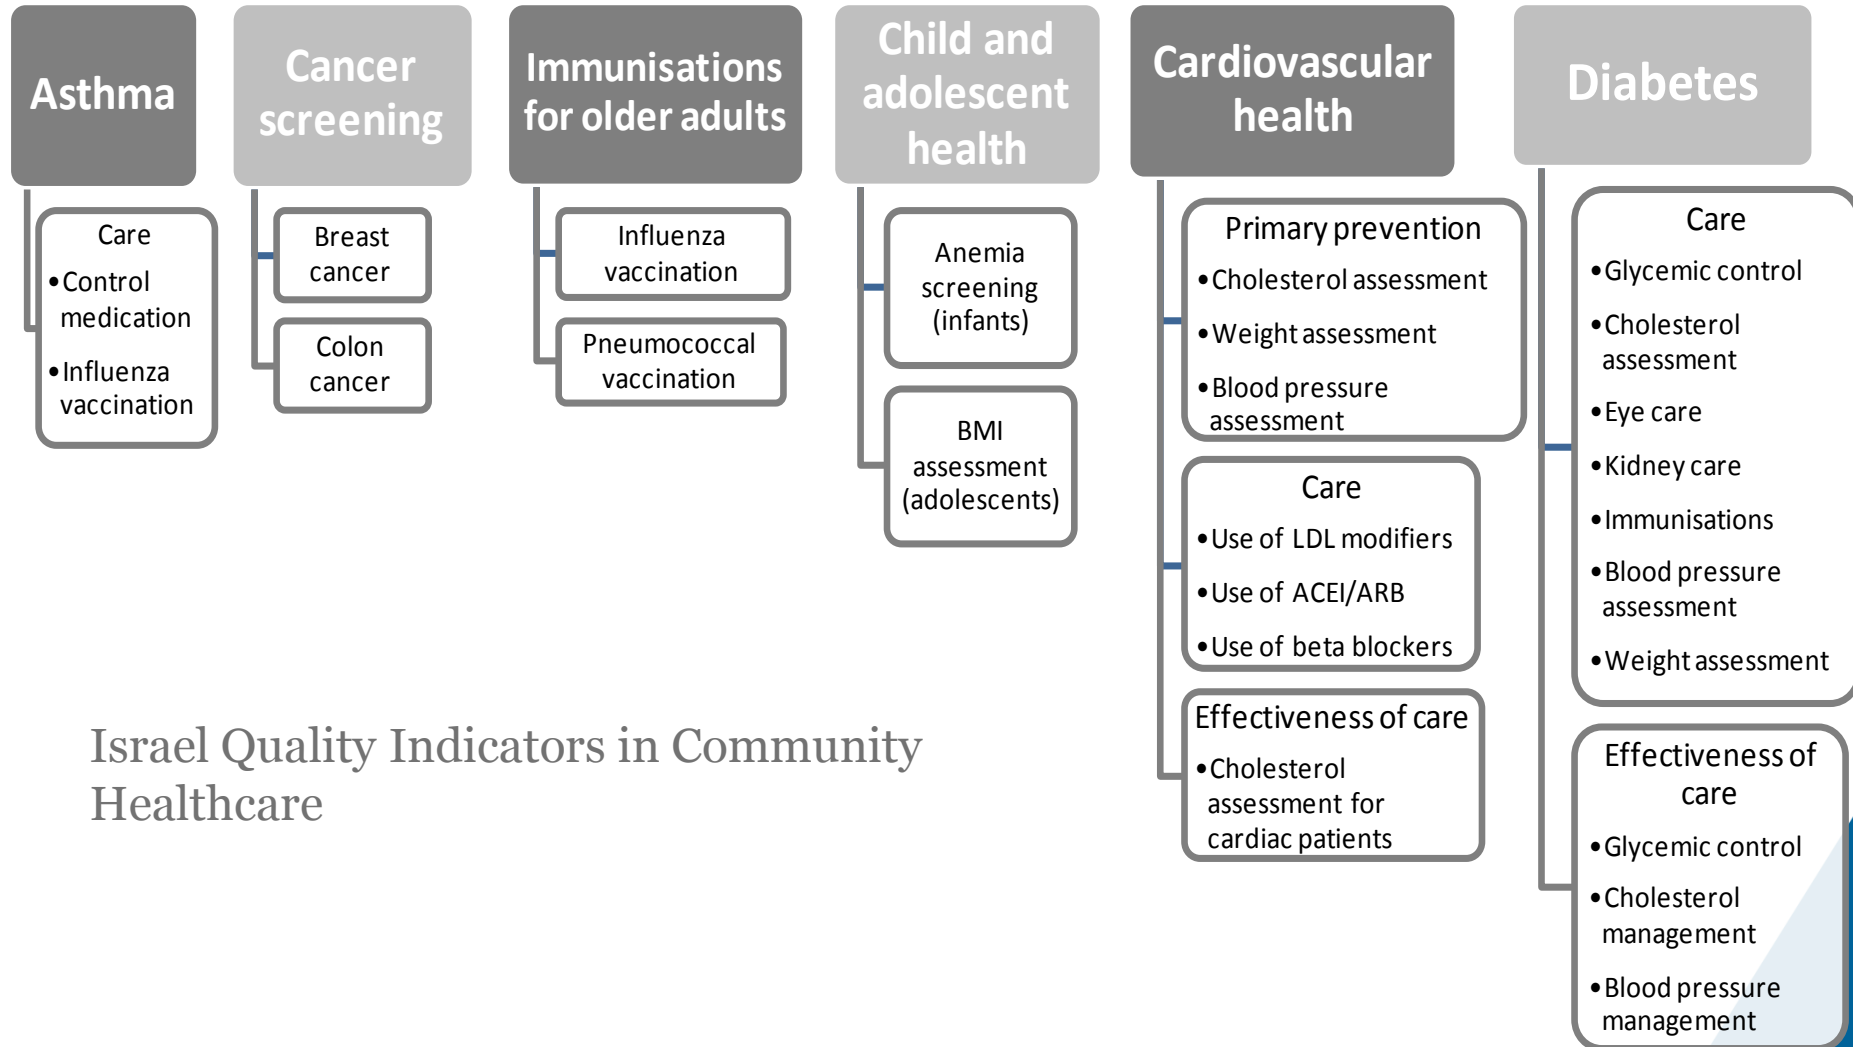 Asthma
Care
•Control
medication
•Influenza
vaccination
Cancer
screening
Breast
cancer
Colon
cancer
Immunisations
for older adults
Influenza
vaccination
Pneumococcal
vaccination
Child and
adolescent
health
Anemia
screening
(infants)
BMI
assessment
(adolescents)
Cardiovascular
health
Primary prevention
•Cholesterol assessment
•Weight assessment
•Blood pressure
assessment
Care
•Use of LDL modifiers
•Use of ACEI/ARB
•Use of beta blockers
Effectiveness of care
•Cholesterol
assessment for
cardiac patients
Diabetes
Care
•Glycemic control
•Cholesterol
assessment
•Eye care
•Kidney care
•Immunisations
•Blood pressure
assessment
•Weight assessment
Effectiveness of
care
•Glycemic control
•Cholesterol
management
•Blood pressure
management
Israel Quality Indicators in Community
Healthcare